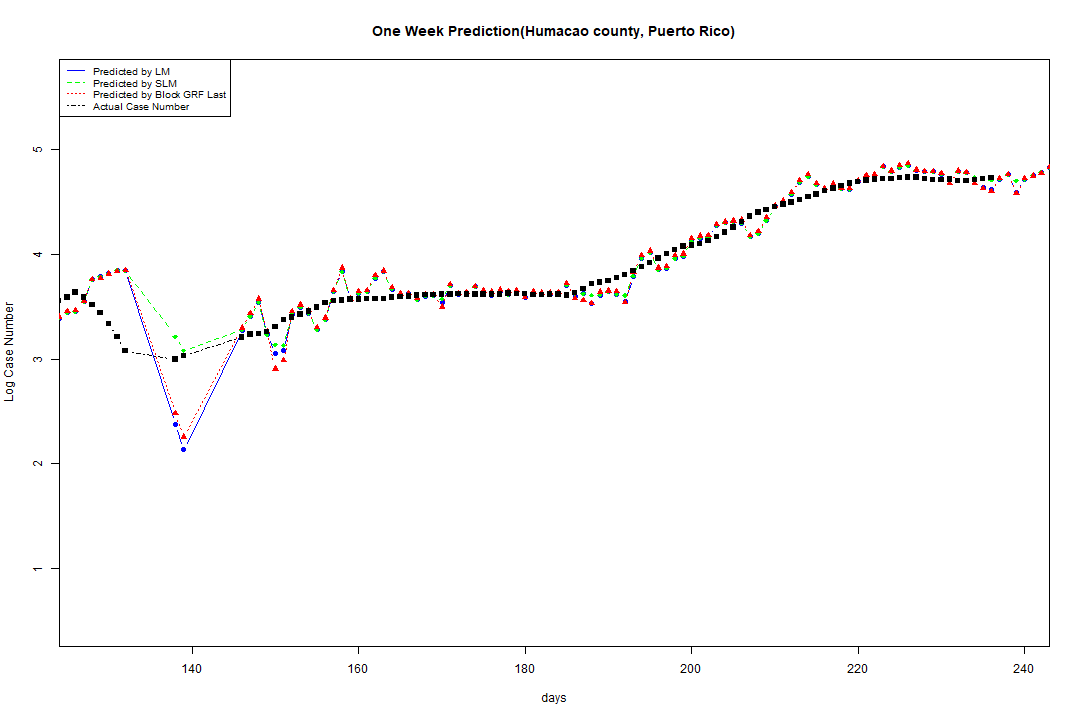 One Week Prediction(Humacao county, Puerto Rico)
Predicted by LM
Predicted by SLM
Predicted by Block GRF Last
Actual Case Number
5
4
3
2
1
Log Case Number
140 160 180 200 220 240
days